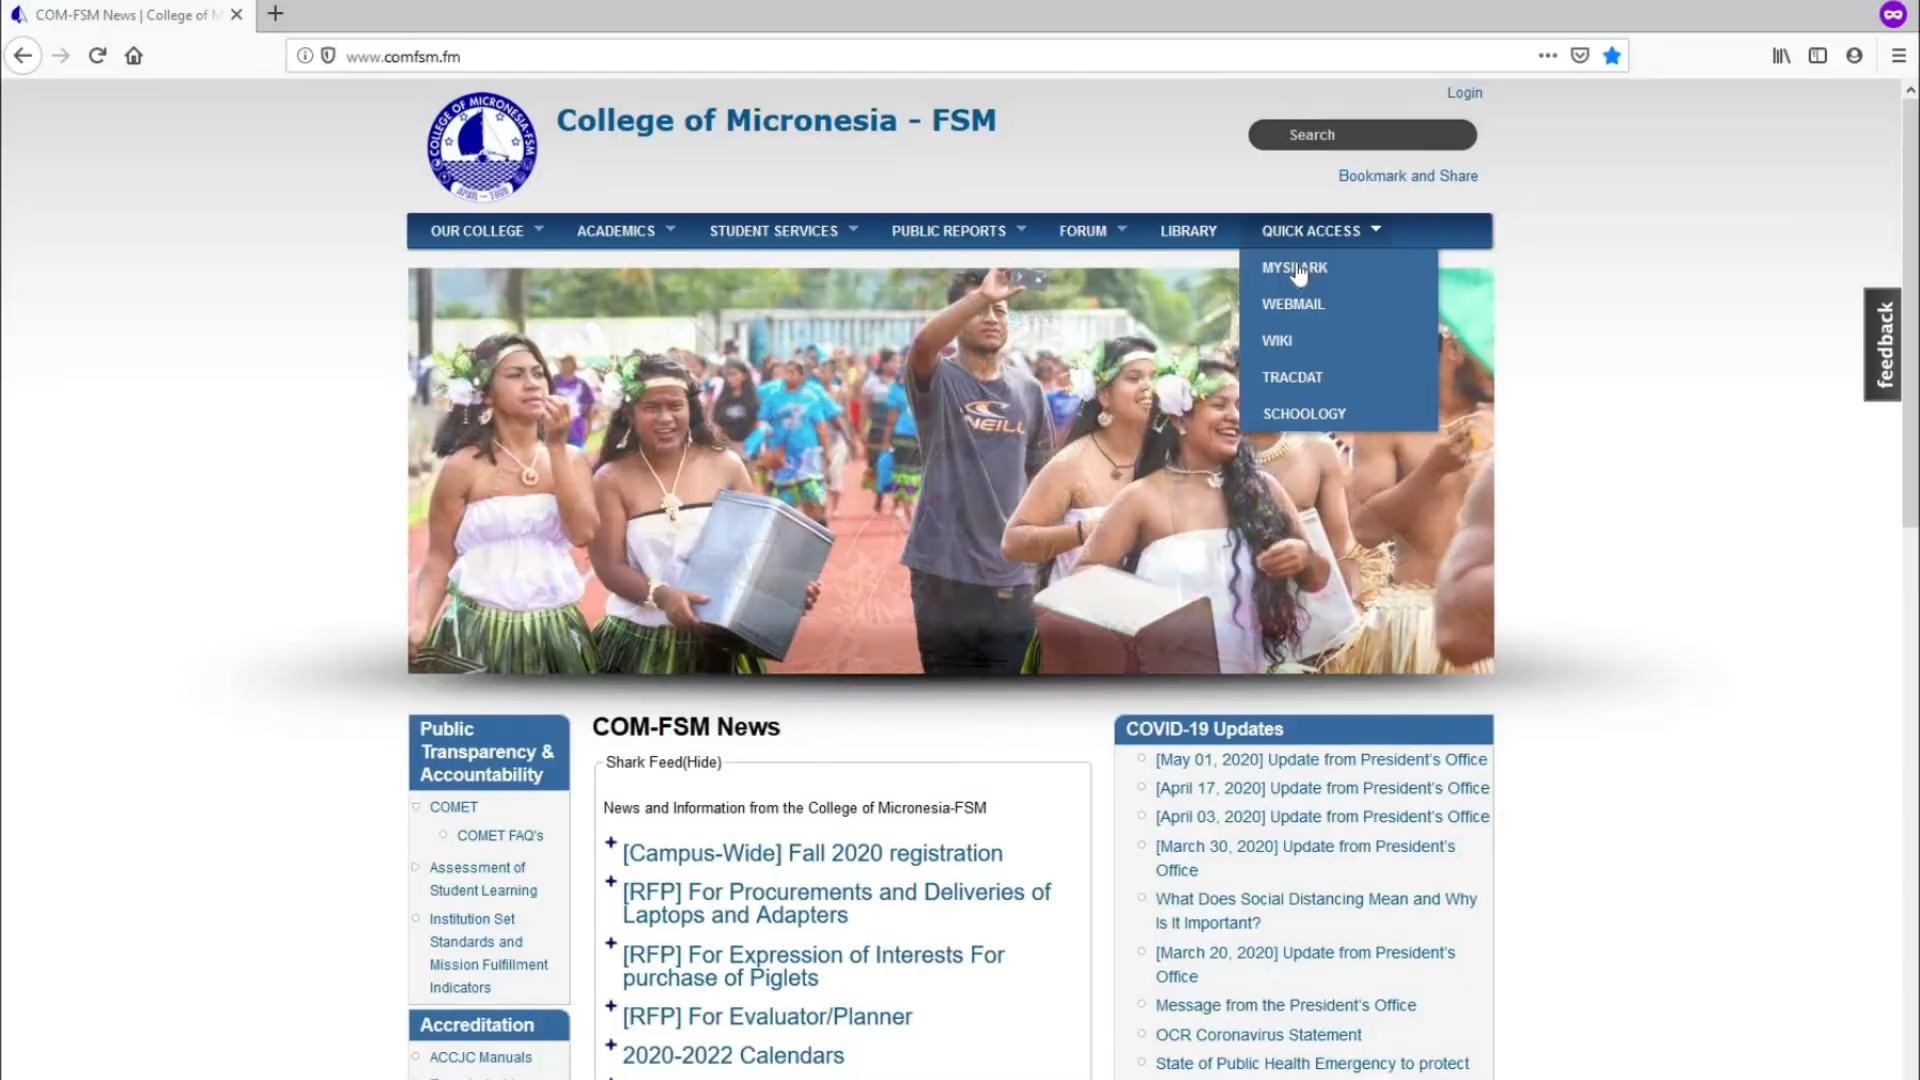 COM-FSM News | College of M
www.comfsm.fm
Login
COLLEGE OF MICRONESIA-FSM
College of Micronesia - FSM
Search
Bookmark and Share
OUR COLLEGE
ACADEMICS
STUDENT SERVICES
PUBLIC REPORTS
FORUM
LIBRARY
QUICK ACCESS
MYSHARK
WEBMAIL
WIKI
TRACDAT
SCHOOLOGY
feedback
Public
Transparency &
Accountability
COMET
COMET FAQ's
Assessment of
Student Learning
Institution Set
Standards and
Mission Fulfillment
Indicators
Accreditation
ACCJC Manuals
COM-FSM News
Shark Feed(Hide)
News and Information from the College of Micronesia-FSM
[Campus-Wide] Fall 2020 registration
[RFP] For Procurements and Deliveries of
Laptops and Adapters
[RFP] For Expression of Interests For
purchase of Piglets
[RFP] For Evaluator/Planner
2020-2022 Calendars
COVID-19 Updates
[May 01, 2020] Update from President's Office
[April 17, 2020] Update from President's Office
[April 03, 2020] Update from President's Office
[March 30, 2020] Update from President's
Office
What Does Social Distancing Mean and Why
Is It Important?
[March 20, 2020] Update from President's
Office
Message from the President's Office
OCR Coronavirus Statement
State of Public Health Emergency to protect